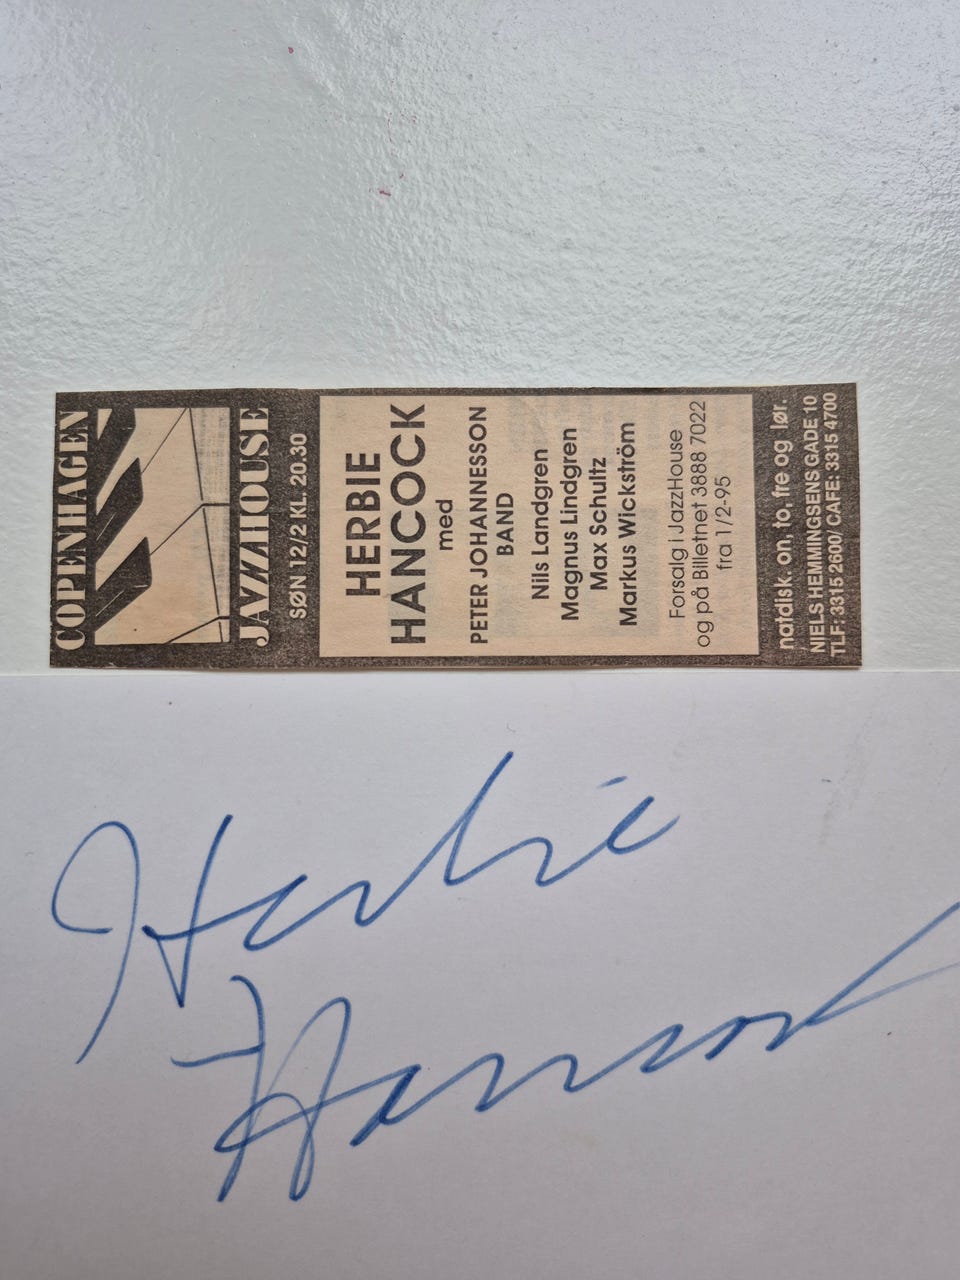 COPENHAGEN
JAZZHOUSE
SØN 12/2 KL. 20.30
HERBIE
HANCOCK
med
PETER JOHANNESSON
BAND
Nils Landgren
Magnus Lindgren
Max Schultz
Markus Wickström
Forsalg i JazzHouse
og på Billetnet 3888 7022
fra 1/2-95
natdisk. on, to, fre og lør.
NIELS HEMMINGSENS GADE 10
TLF: 3315 2600/ CAFE: 3315 4700
Herbie
Hancock